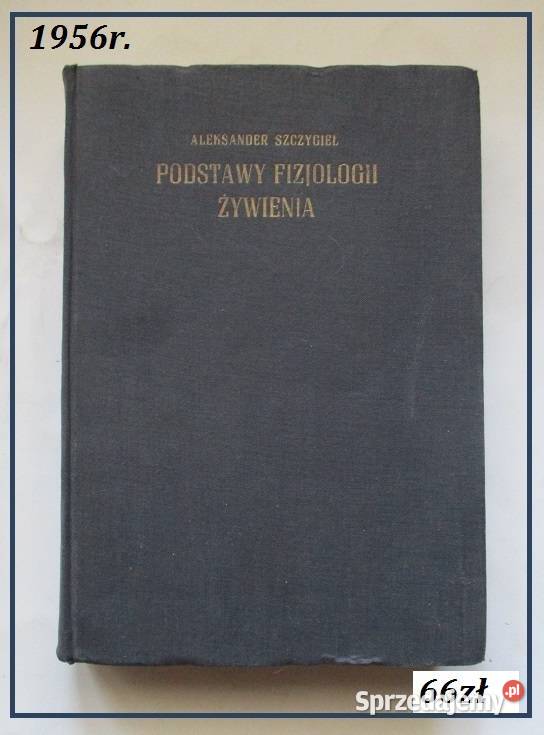 1956r.
ALEKSANDER SZCZYGIEŁ
PODSTAWY FIZJOLOGII
ŻYWIENIA
66zł
Sprzedajemy.pl